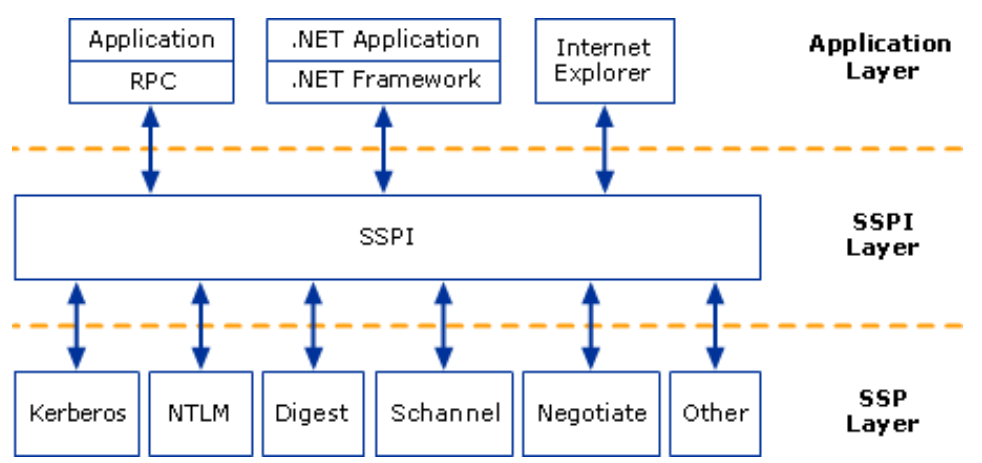 Application
RPC
.NET Application
.NET Framework
Internet
Explorer
Application
Layer
SSPI
SSPI
Layer
Kerberos
NTLM
Digest
Schannel
Negotiate
Other
SSP
Layer